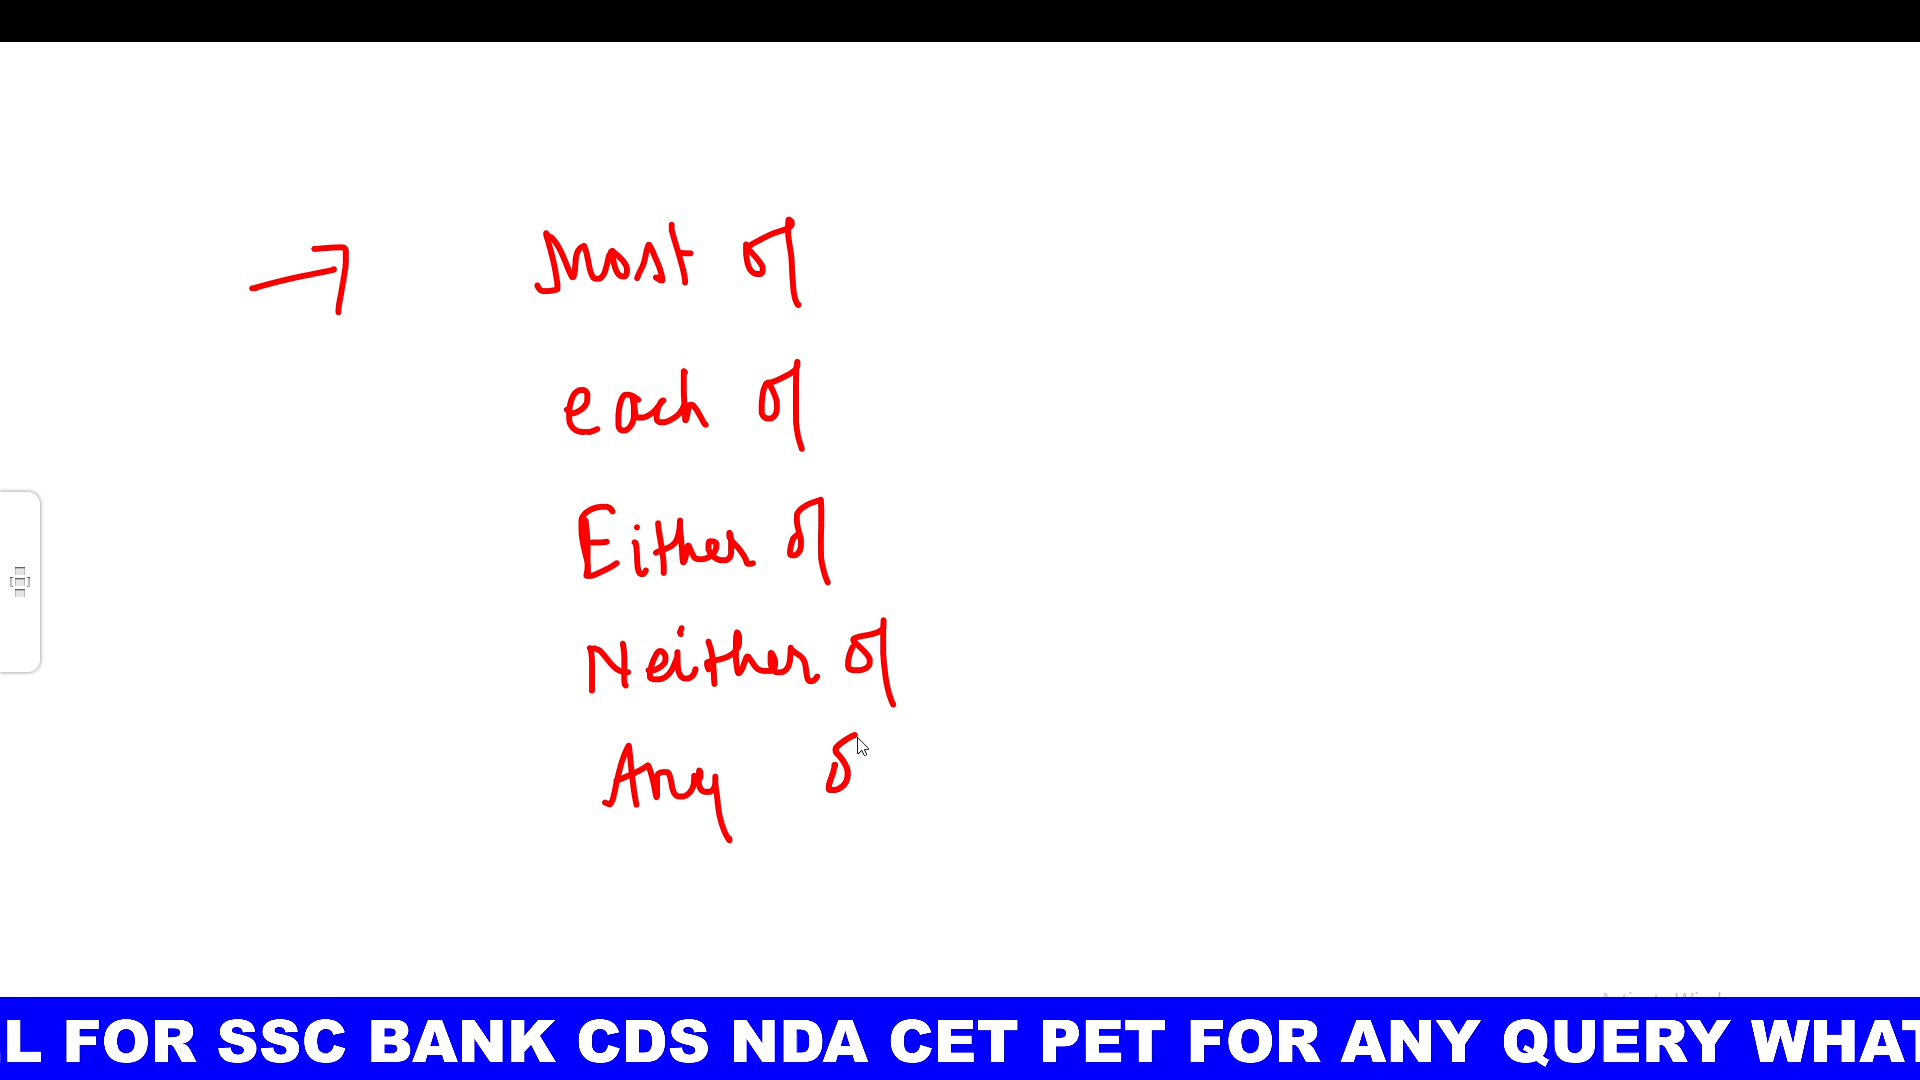 → Most of
each of
Either of
Neither of
Any
L FOR SSC BANK CDS NDA CET PET FOR ANY QUERY WHAT